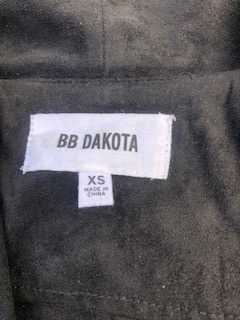 BB DAKOTA
XS
MADE IN
CHINA